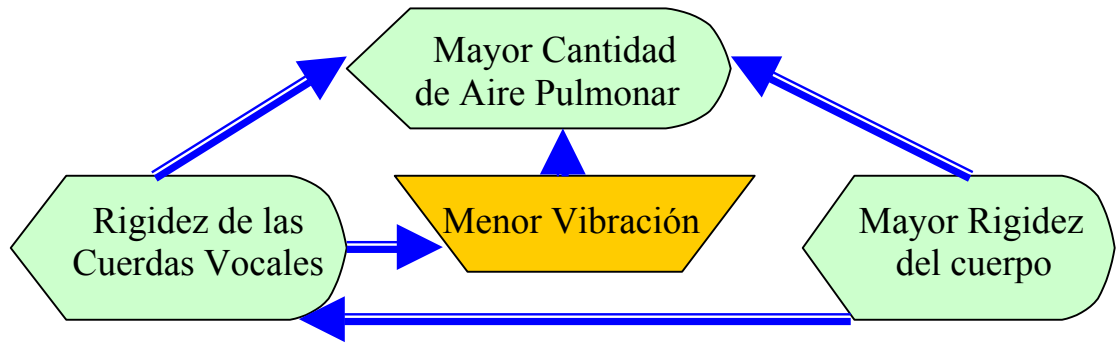 Mayor Cantidad
de Aire Pulmonar
Rigidez de las
Cuerdas Vocales
Menor Vibración
Mayor Rigidez
del cuerpo